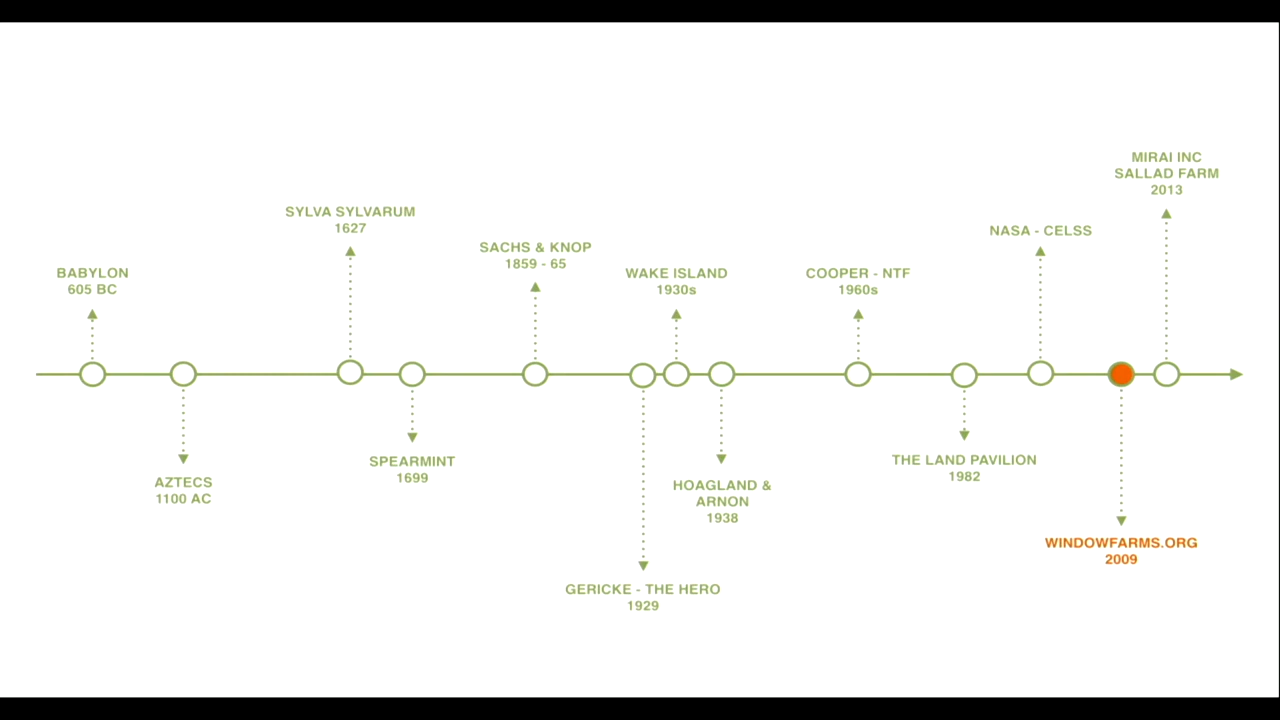 BABYLON
605 BC
AZTECS
1100 AC
SYLVA SYLVARUM
1627
SPEARMINT
1699
SACHS & KNOP
1859 - 65
GERICKE - THE HERO
1929
WAKE ISLAND
1930s
HOAGLAND &
ARNON
1938
COOPER - NTF
1960s
THE LAND PAVILION
1982
NASA - CELSS
WINDOWFARMS.ORG
2009
MIRAI INC
SALLAD FARM
2013